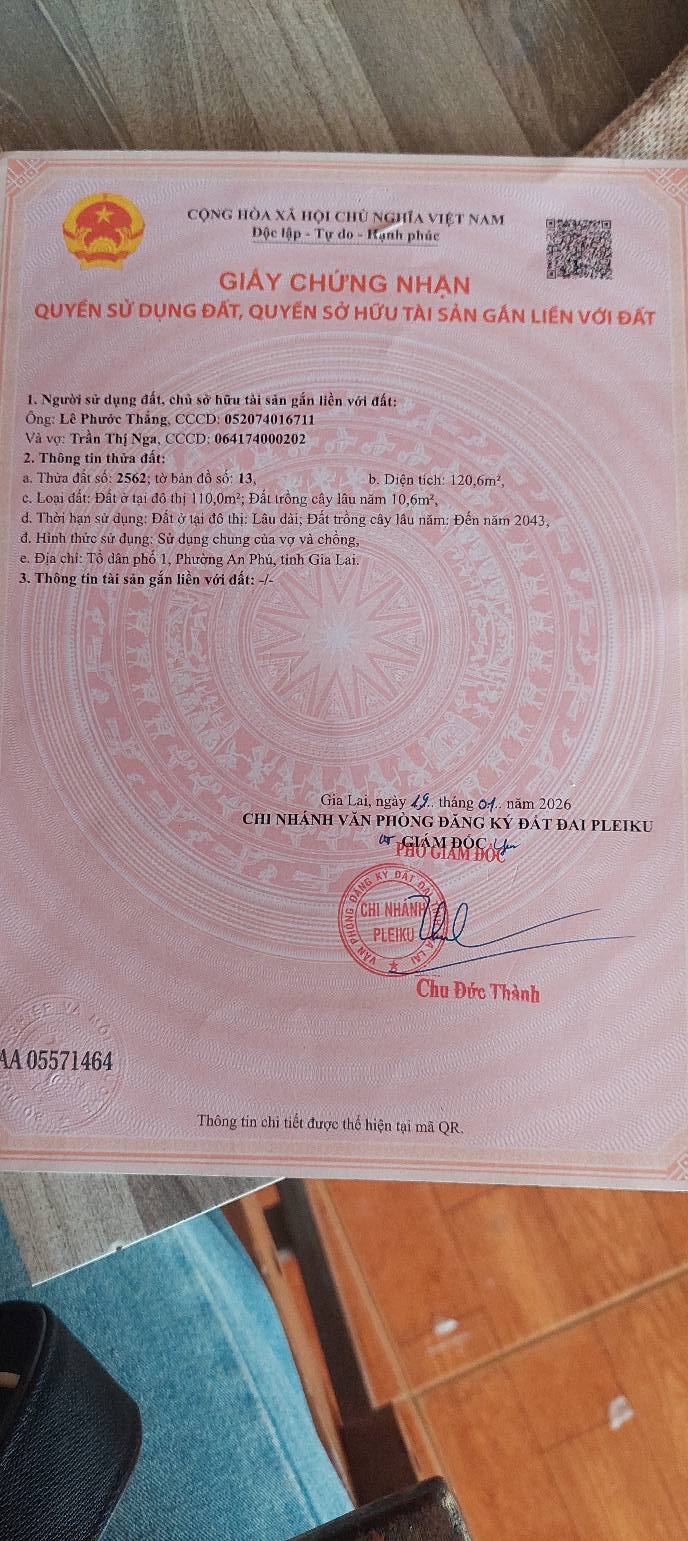 CỘNG HÒA XÃ HỘI CHỦ NGHĨA VIỆT NAM
Độc lập - Tự do - Hạnh phúc
GIẤY CHỨNG NHẬN
QUYỀN SỬ DỤNG ĐẤT, QUYỀN SỞ HỮU TÀI SẢN GẮN LIỀN VỚI ĐẤT
1. Người sử dụng đất, chủ sở hữu tài sản gắn liền với đất:
Ông: Lê Phước Thắng, CCCD: 052074016711
Và vợ: Trần Thị Nga, CCCD: 064174000202
2. Thông tin thửa đất:
a. Thửa đất số: 2562; tờ bản đồ số: 13, b. Diện tích: 120,6m²,
c. Loại đất: Đất ở tại đô thị 110,0m²; Đất trồng cây lâu năm 10,6m²,
d. Thời hạn sử dụng: Đất ở tại đô thị: Lâu dài; Đất trồng cây lâu năm: Đến năm 2043,
đ. Hình thức sử dụng: Sử dụng chung của vợ và chồng,
e. Địa chỉ: Tổ dân phố 1, Phường An Phú, tỉnh Gia Lai.
3. Thông tin tài sản gắn liền với đất: -/-
Gia Lai, ngày 19.. tháng 01.. năm 2026
CHI NHÁNH VĂN PHÒNG ĐĂNG KÝ ĐẤT ĐAI PLEIKU
GIÁM ĐỐC
PHÓ GIÁM ĐỐC
VĂN PHÒNG ĐĂNG KÝ ĐẤT ĐAI
CHI NHÁNH
PLEIKU
GIA LAI
Chu Đức Thành
AA 05571464
Thông tin chi tiết được thể hiện tại mã QR.